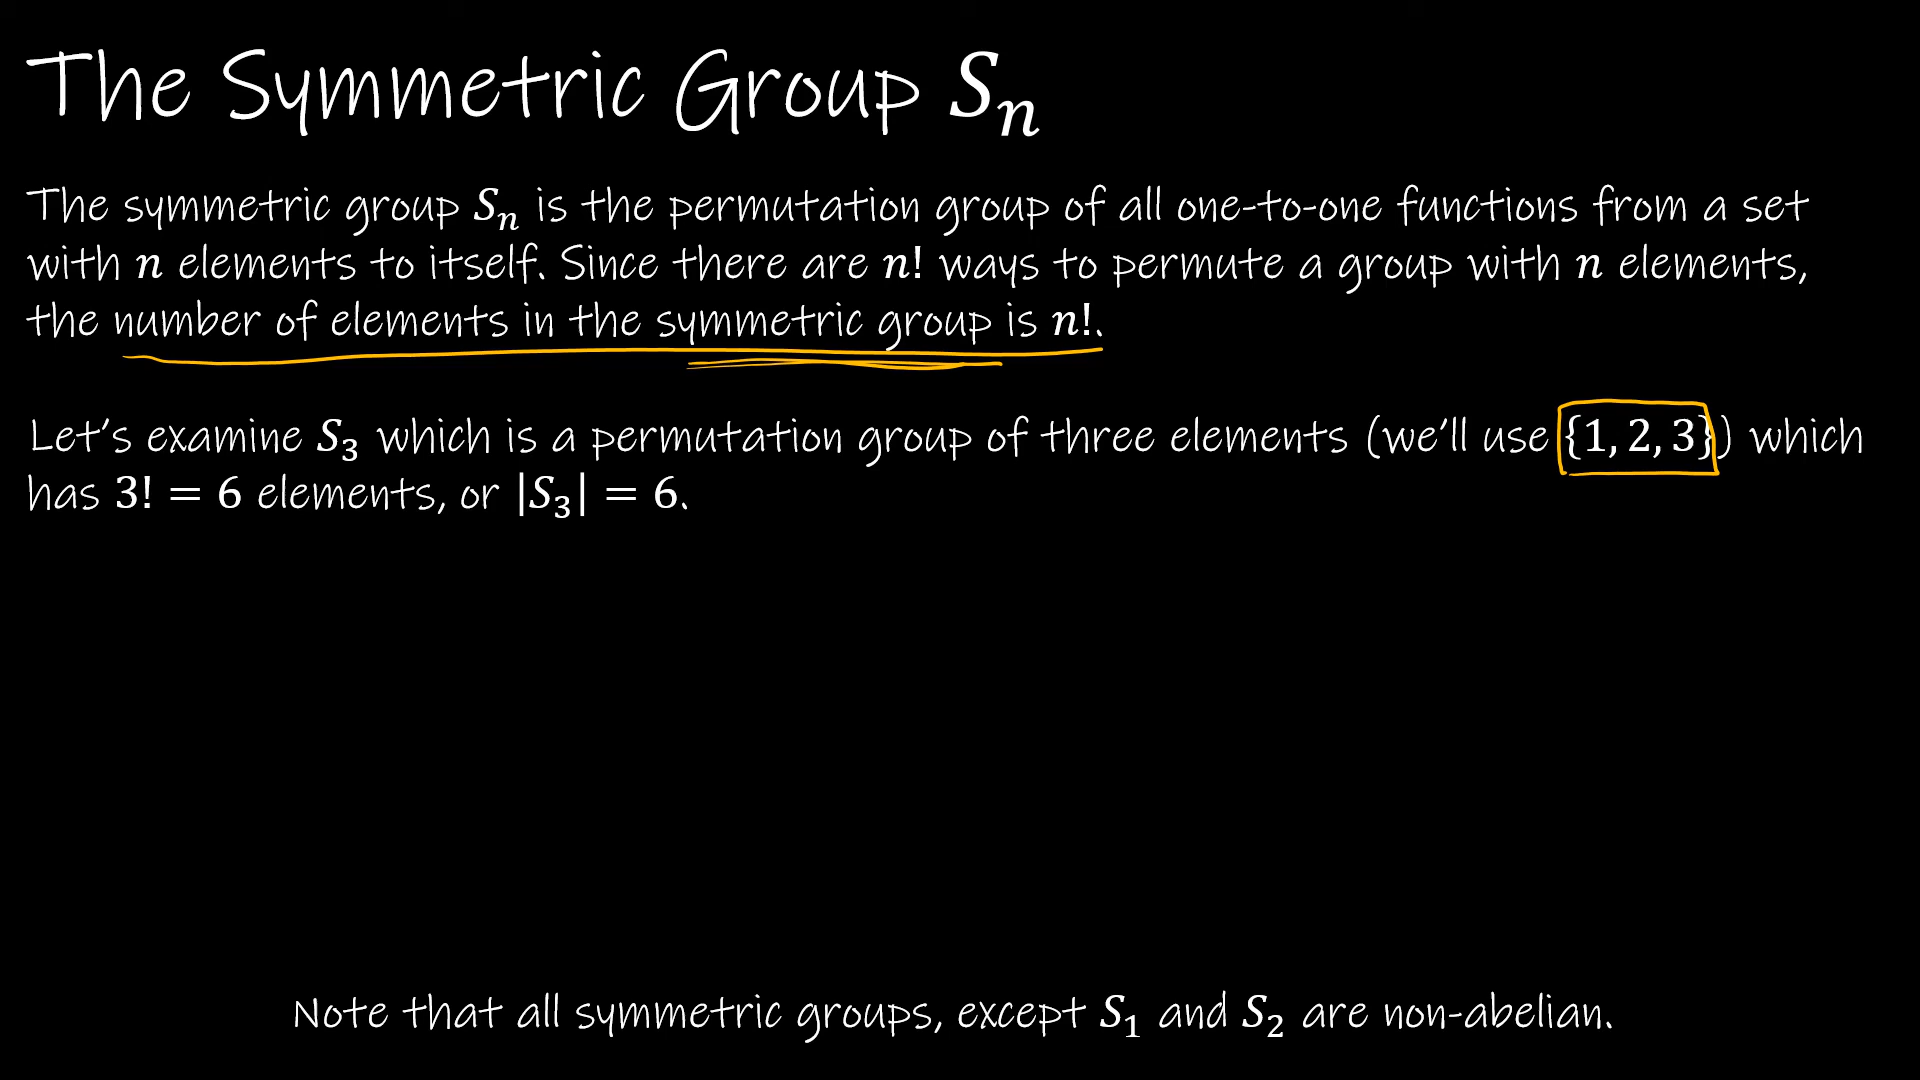 The Symmetric Group Sₙ
The symmetric group Sₙ is the permutation group of all one-to-one functions from a set
with n elements to itself. Since there are n! ways to permute a group with n elements,
the number of elements in the symmetric group is n!.
Let's examine S₃ which is a permutation group of three elements (we'll use {1, 2, 3}) which
has 3! = 6 elements, or |S₃| = 6.
Note that all symmetric groups, except S₁ and S₂ are non-abelian.